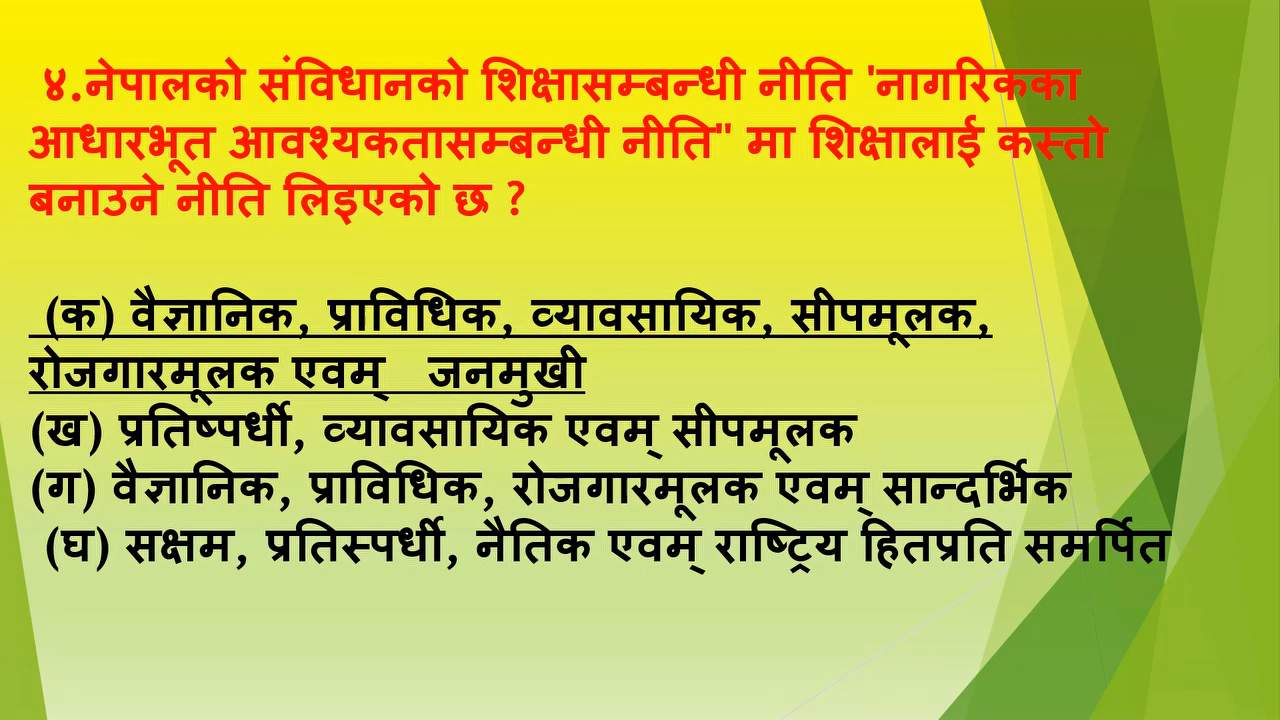 ४.नेपालको संविधानको शिक्षासम्बन्धी नीति 'नागरिकका
आधारभूत आवश्यकतासम्बन्धी नीति" मा शिक्षालाई कस्तो
बनाउने नीति लिइएको छ ?
(क) वैज्ञानिक, प्राविधिक, व्यावसायिक, सीपमूलक,
रोजगारमूलक एवम् जनमुखी
(ख) प्रतिष्पर्धी, व्यावसायिक एवम् सीपमूलक
(ग) वैज्ञानिक, प्राविधिक, रोजगारमूलक एवम् सान्दर्भिक
(घ) सक्षम, प्रतिस्पर्धी, नैतिक एवम् राष्ट्रिय हितप्रति समर्पित